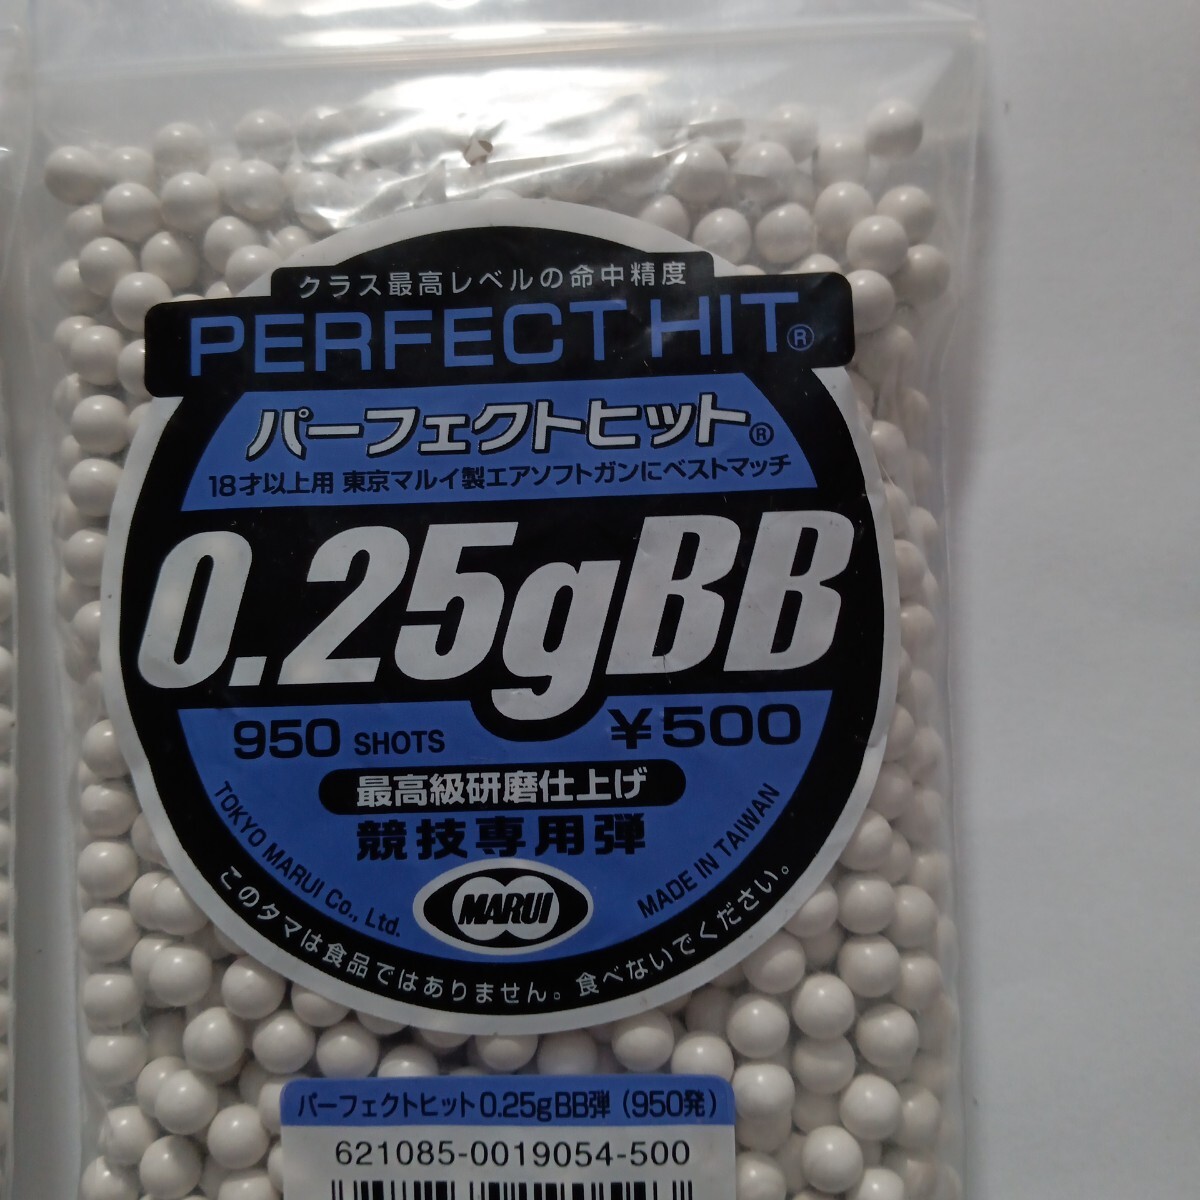 クラス最高レベルの命中精度
PERFECT HIT®
パーフェクトヒット®
18才以上用 東京マルイ製エアソフトガンにベストマッチ
0.25gBB
950 SHOTS
¥500
最高級研磨仕上げ
競技専用弾
TOKYO MARUI Co., Ltd.
MARUI
MADE IN TAIWAN
このタマは食品ではありません。食べないでください。
パーフェクトヒット0.25gBB弾（950発）
621085-0019054-500